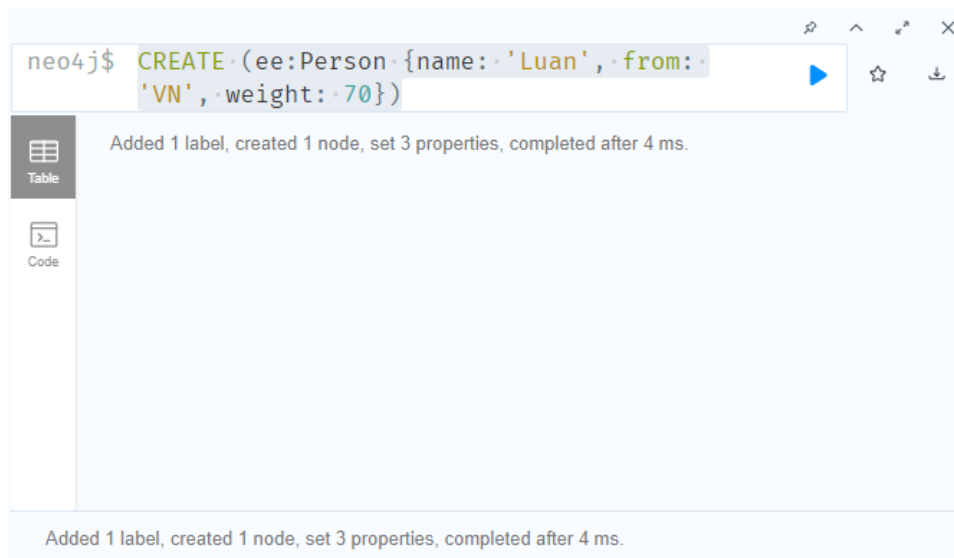 neo4j$ CREATE (ee:Person {name: 'Luan', from:
'VN', weight: 70})
Added 1 label, created 1 node, set 3 properties, completed after 4 ms.
Table
Code
Added 1 label, created 1 node, set 3 properties, completed after 4 ms.